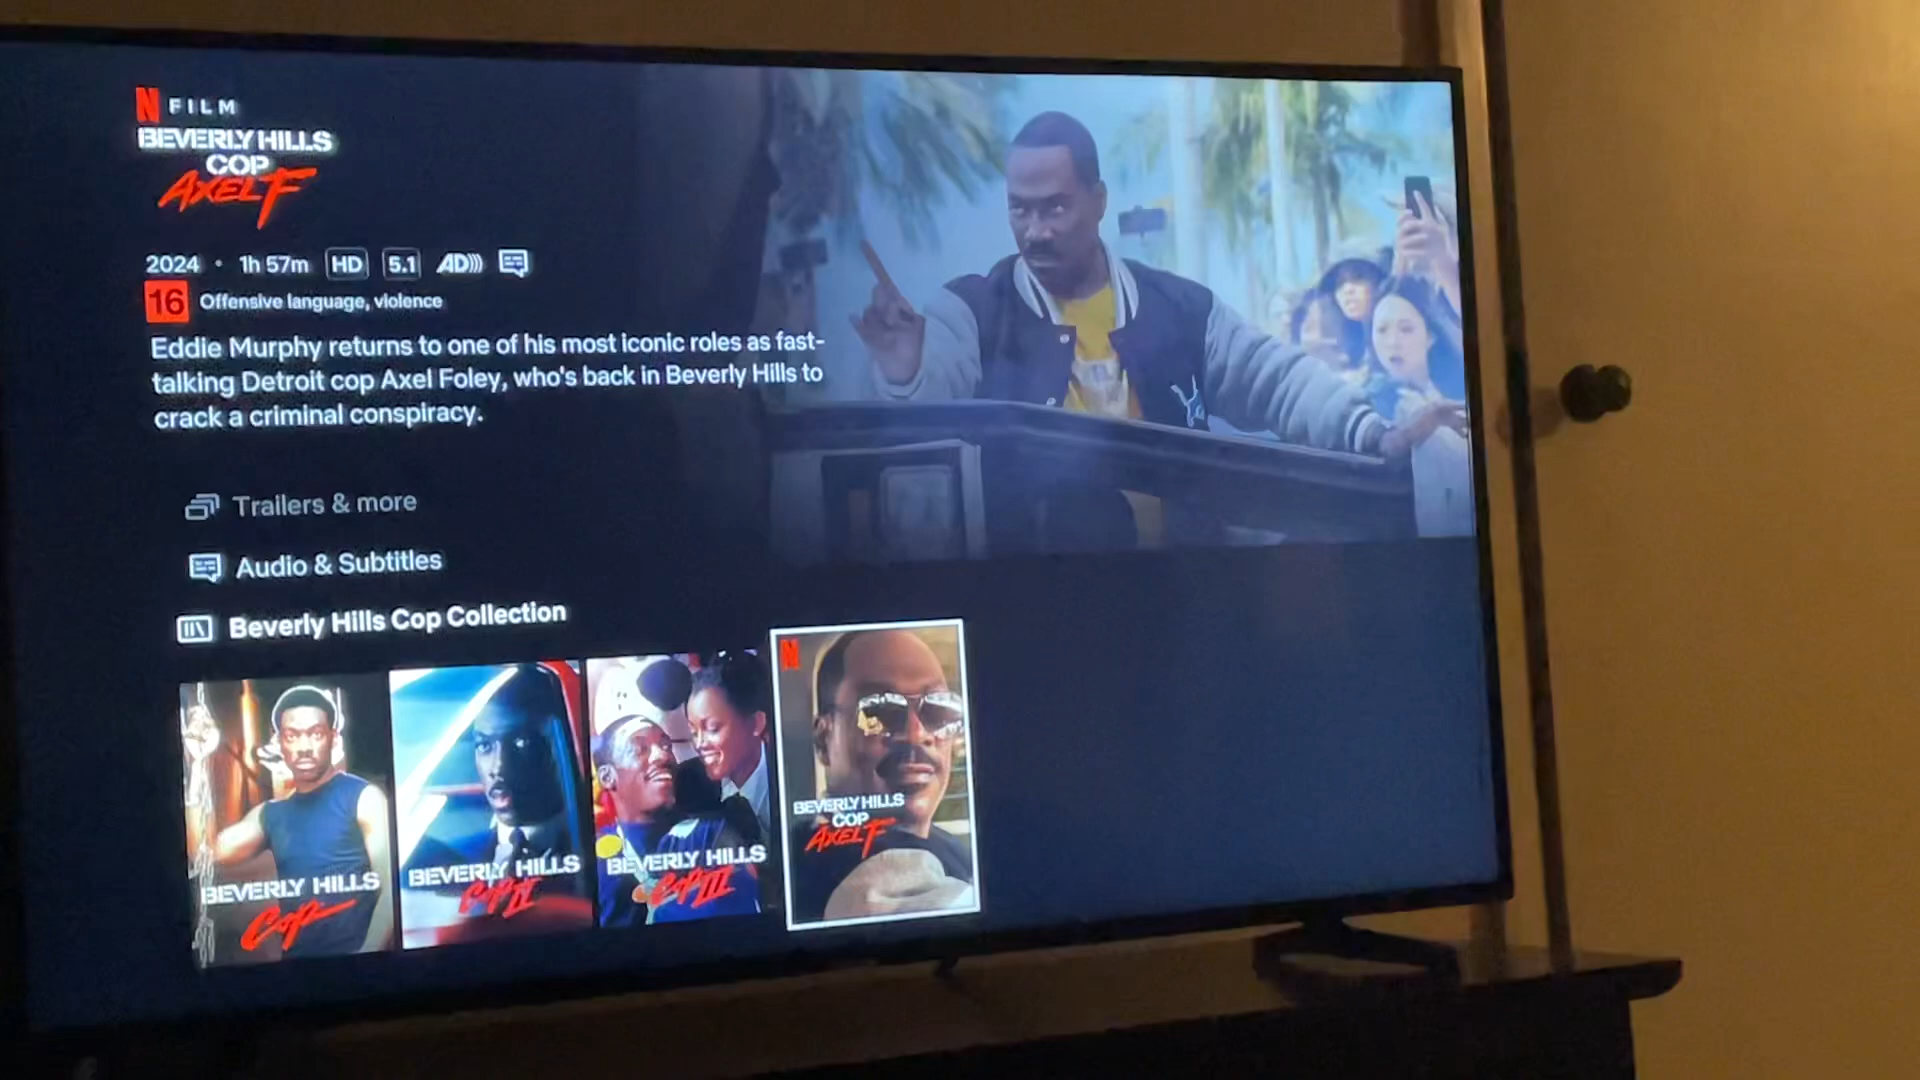 N FILM
BEVERLY HILLS
COP
AXEL F
2024 • 1h 57m HD 5.1 AD)))
16 Offensive language, violence
Eddie Murphy returns to one of his most iconic roles as fast-
talking Detroit cop Axel Foley, who's back in Beverly Hills to
crack a criminal conspiracy.
Trailers & more
Audio & Subtitles
Beverly Hills Cop Collection
BEVERLY HILLS
COP
BEVERLY HILLS
COP II
BEVERLY HILLS
COP III
N
BEVERLY HILLS
COP
AXEL F